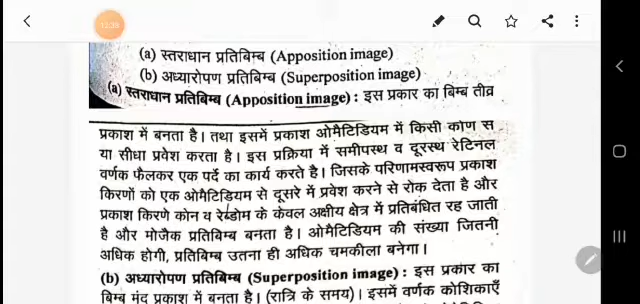 (a) स्तराधान प्रतिबिम्ब (Apposition image)
(b) अध्यारोपण प्रतिबिम्ब (Superposition image)
(a) स्तराधान प्रतिबिम्ब (Apposition image) : इस प्रकार का बिम्ब तीव्र
प्रकाश में बनता है। तथा इसमें प्रकाश ओमैटिडियम में किसी कोण स
या सीधा प्रवेश करता है। इस प्रक्रिया में समीपस्थ व दूरस्थ रेटिनल
वर्णक फैलकर एक पर्दे का कार्य करते है। जिसके परिणामस्वरूप प्रकाश
किरणों को एक ओमैटिडियम से दूसरे में प्रवेश करने से रोक देता है और
प्रकाश किरणे कोन व रेब्डोम के केवल अक्षीय क्षेत्र में प्रतिबंधित रह जाती
है और मोजैक प्रतिबिम्ब बनता है। ओमैटिडियम की संख्या जितनी
अधिक होगी, प्रतिबिम्ब उतना ही अधिक चमकीला बनेगा।
(b) अध्यारोपण प्रतिबिम्ब (Superposition image) : इस प्रकार का
बिम्ब मंद प्रकाश में बनता है। (रात्रि के समय)। इसमें वर्णक कोशिकाएँ